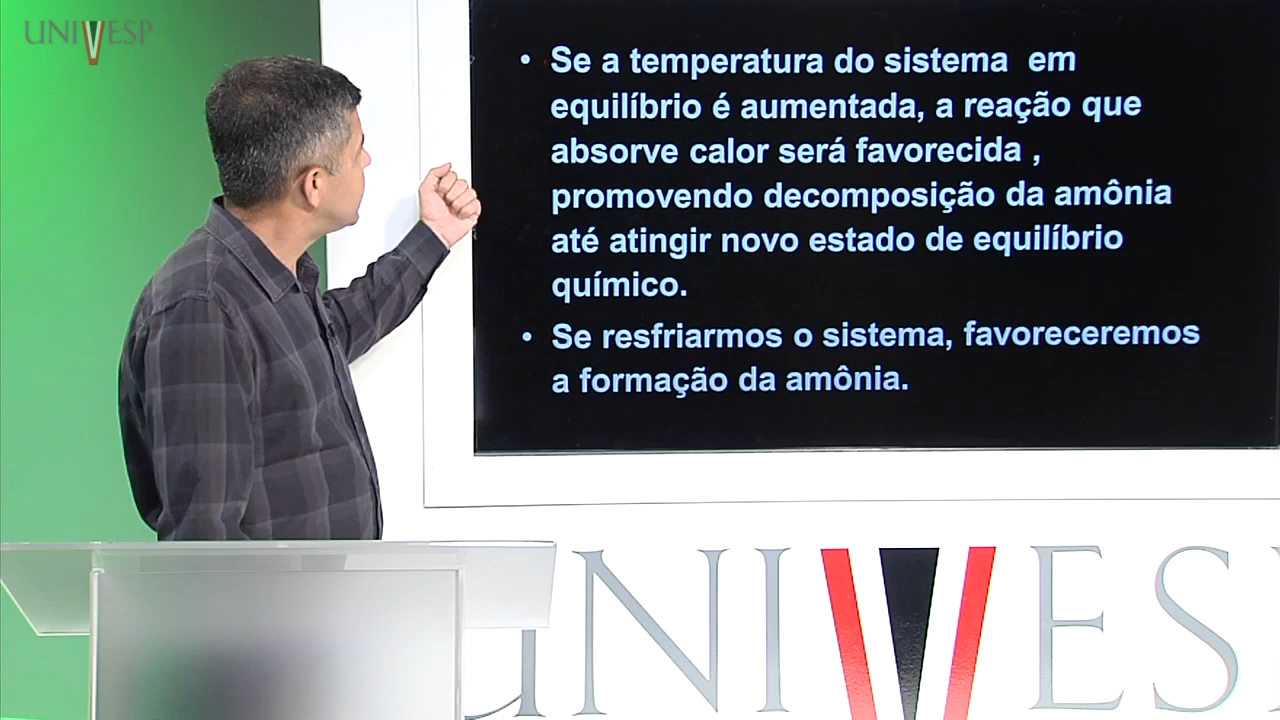 UNIVESP
• Se a temperatura do sistema em
equilíbrio é aumentada, a reação que
absorve calor será favorecida ,
promovendo decomposição da amônia
até atingir novo estado de equilíbrio
químico.
• Se resfriarmos o sistema, favoreceremos
a formação da amônia.
UNIVESP